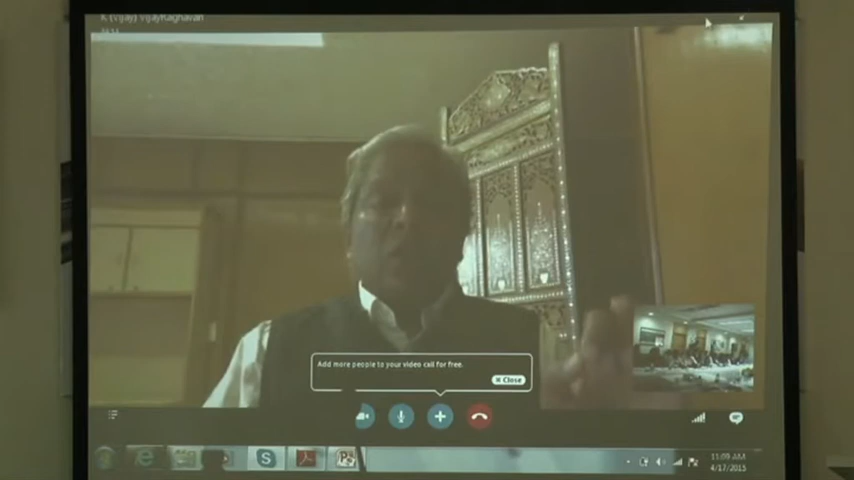 K (Vijay) VijayRaghavan
Add more people to your video call for free.
Close
11:09 AM
4/17/2015